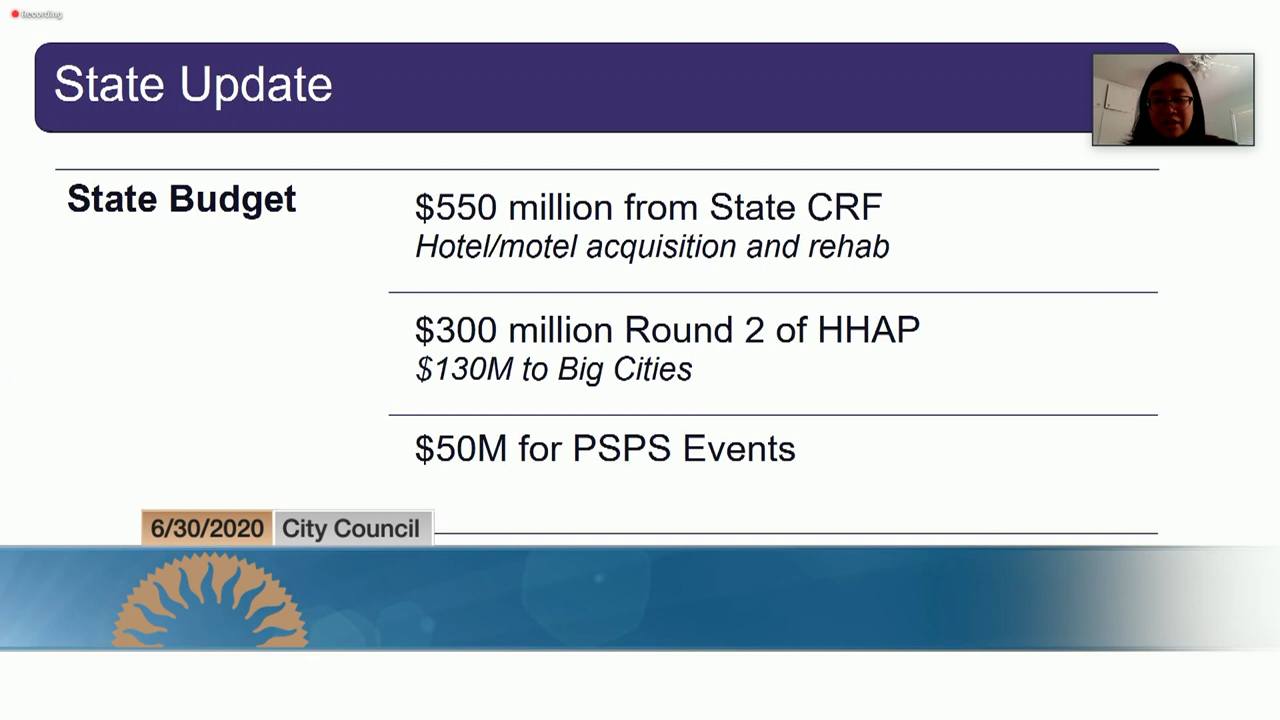 Recording
State Update
State Budget
$550 million from State CRF
Hotel/motel acquisition and rehab
$300 million Round 2 of HHAP
$130M to Big Cities
$50M for PSPS Events
6/30/2020 City Council